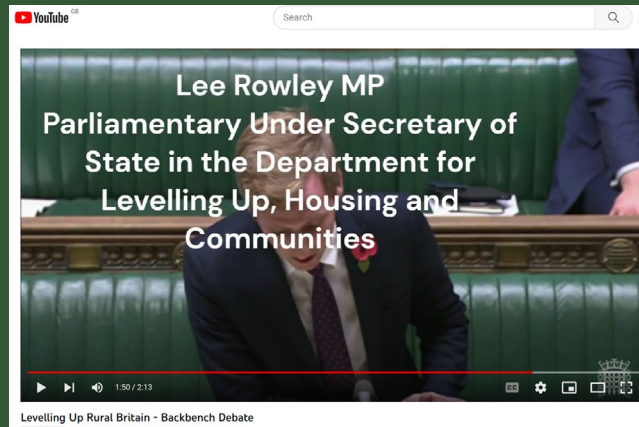 YouTube GB
Search
Lee Rowley MP
Parliamentary Under Secretary of
State in the Department for
Levelling Up, Housing and
Communities
1:50 / 2:13
CC
Levelling Up Rural Britain - Backbench Debate